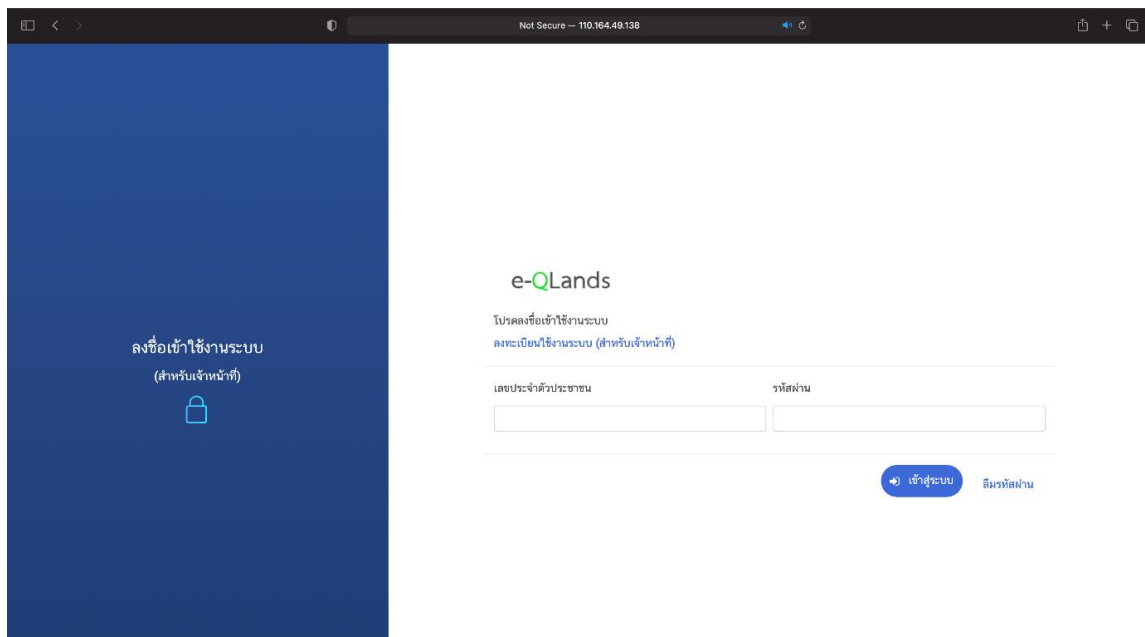 Not Secure — 110.164.49.138
ลงชื่อเข้าใช้งานระบบ
(สำหรับเจ้าหน้าที่)
e-QLands
โปรดลงชื่อเข้าใช้งานระบบ
ลงทะเบียนใช้งานระบบ (สำหรับเจ้าหน้าที่)
เลขประจำตัวประชาชน
รหัสผ่าน
เข้าสู่ระบบ
ลืมรหัสผ่าน